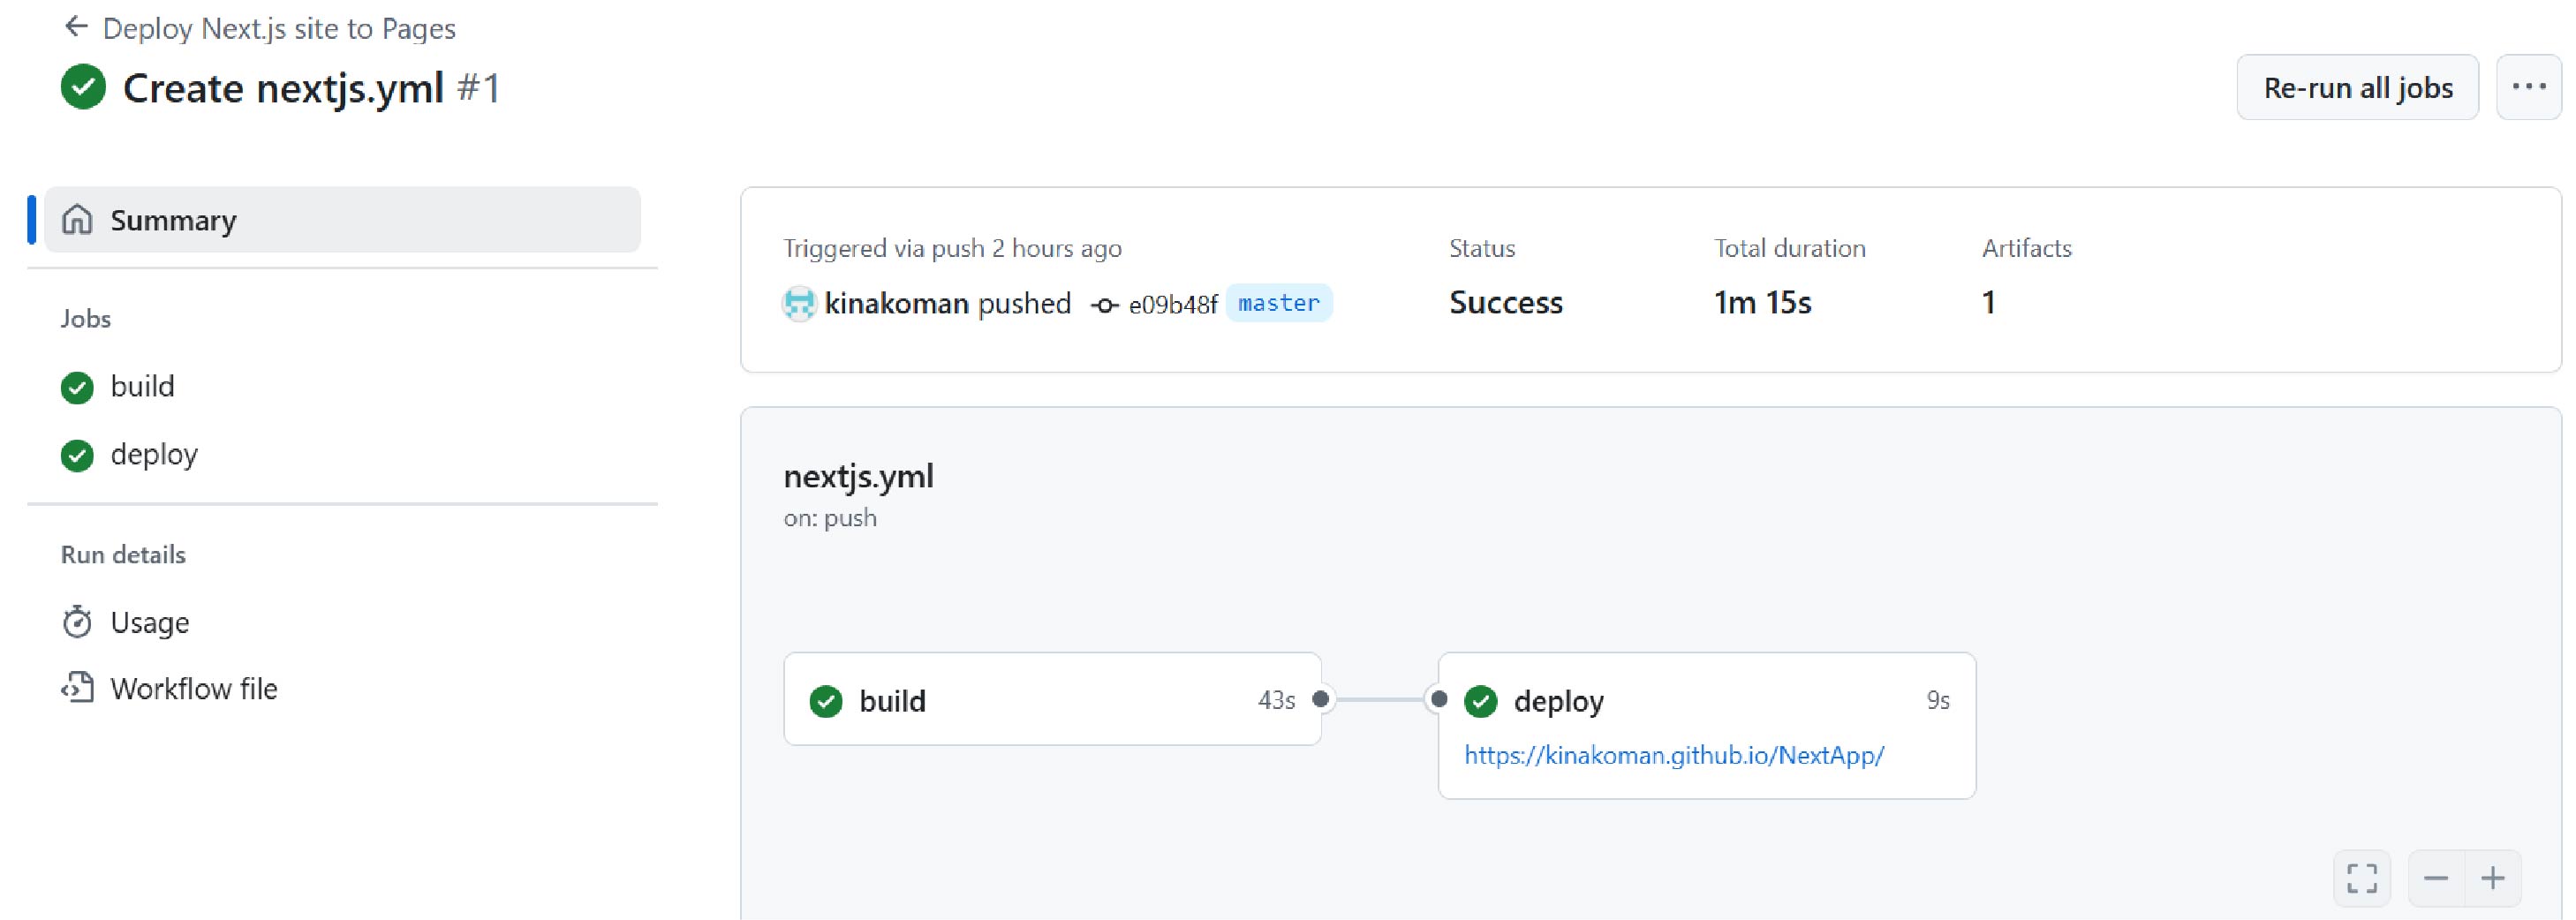 Deploy Next.js site to Pages
Create nextjs.yml #1
Re-run all jobs
Summary
Jobs
build
deploy
Run details
Usage
Workflow file
Triggered via push 2 hours ago
kinakoman pushed e09b48f master
Status
Success
Total duration
1m 15s
Artifacts
1
nextjs.yml
on: push
build 43s
deploy 9s
https://kinakoman.github.io/NextApp/